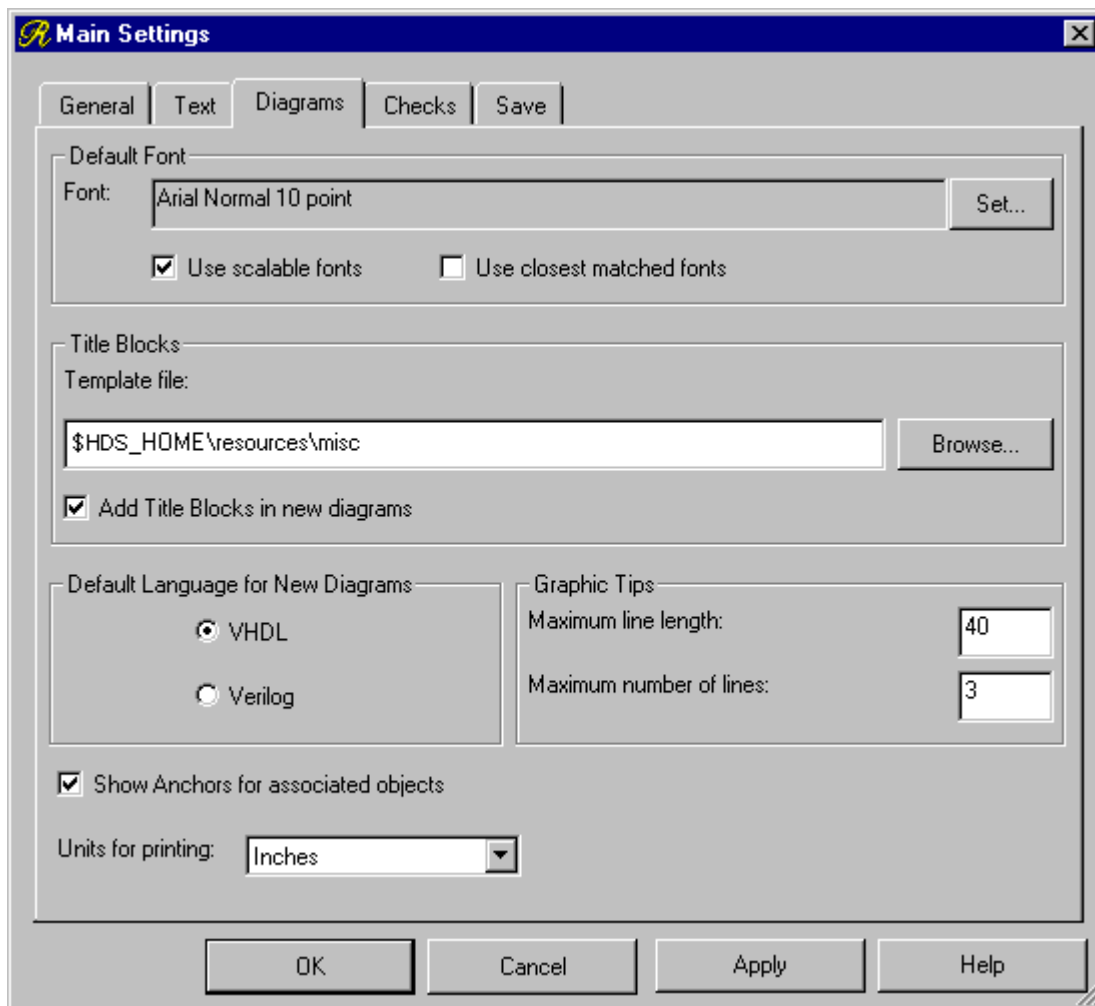 Main Settings
General Text Diagrams Checks Save
Default Font
Font: Arial Normal 10 point Set...
Use scalable fonts Use closest matched fonts
Title Blocks
Template file:
$HDS_HOME\resources\misc Browse...
Add Title Blocks in new diagrams
Default Language for New Diagrams Graphic Tips
VHDL Maximum line length: 40
Verilog Maximum number of lines: 3
Show Anchors for associated objects
Units for printing: Inches
OK Cancel Apply Help